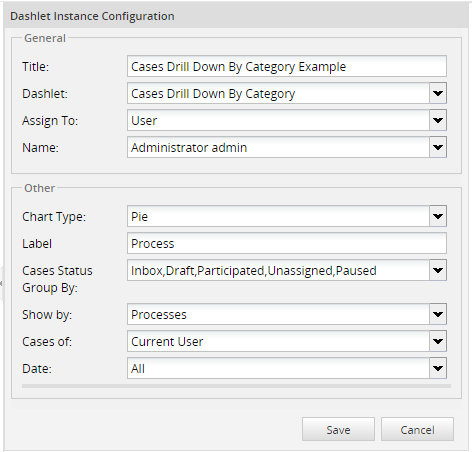 Dashlet Instance Configuration
General
Title: Cases Drill Down By Category Example
Dashlet: Cases Drill Down By Category
Assign To: User
Name: Administrator admin
Other
Chart Type: Pie
Label Process
Cases Status Group By: Inbox,Draft,Participated,Unassigned,Paused
Show by: Processes
Cases of: Current User
Date: All
Save Cancel